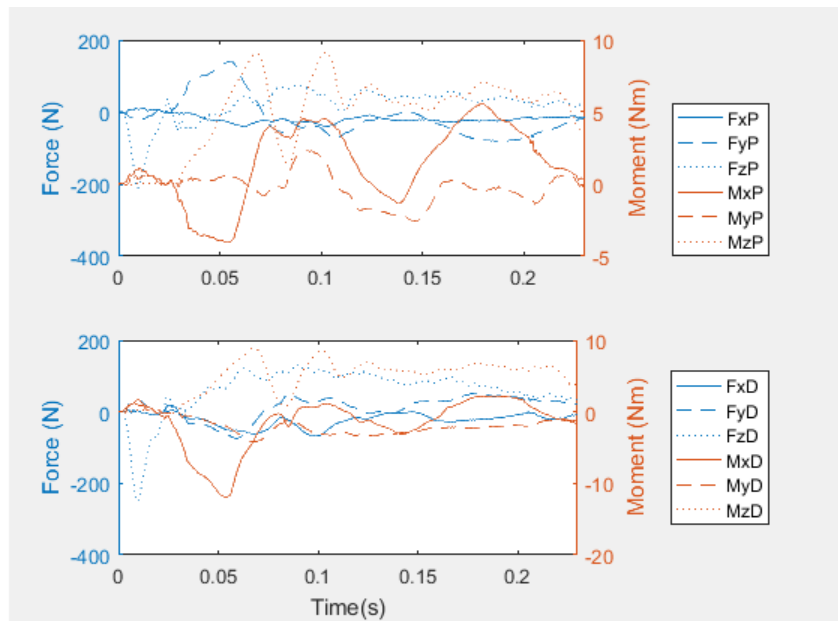 200
0
-200
-400
Force (N)
10
5
0
-5
Moment (Nm)
0
0.05
0.1
0.15
0.2
FxP
FyP
FzP
MxP
MyP
MzP
200
0
-200
-400
Force (N)
10
0
-10
-20
Moment (Nm)
0
0.05
0.1
0.15
0.2
Time(s)
FxD
FyD
FzD
MxD
MyD
MzD